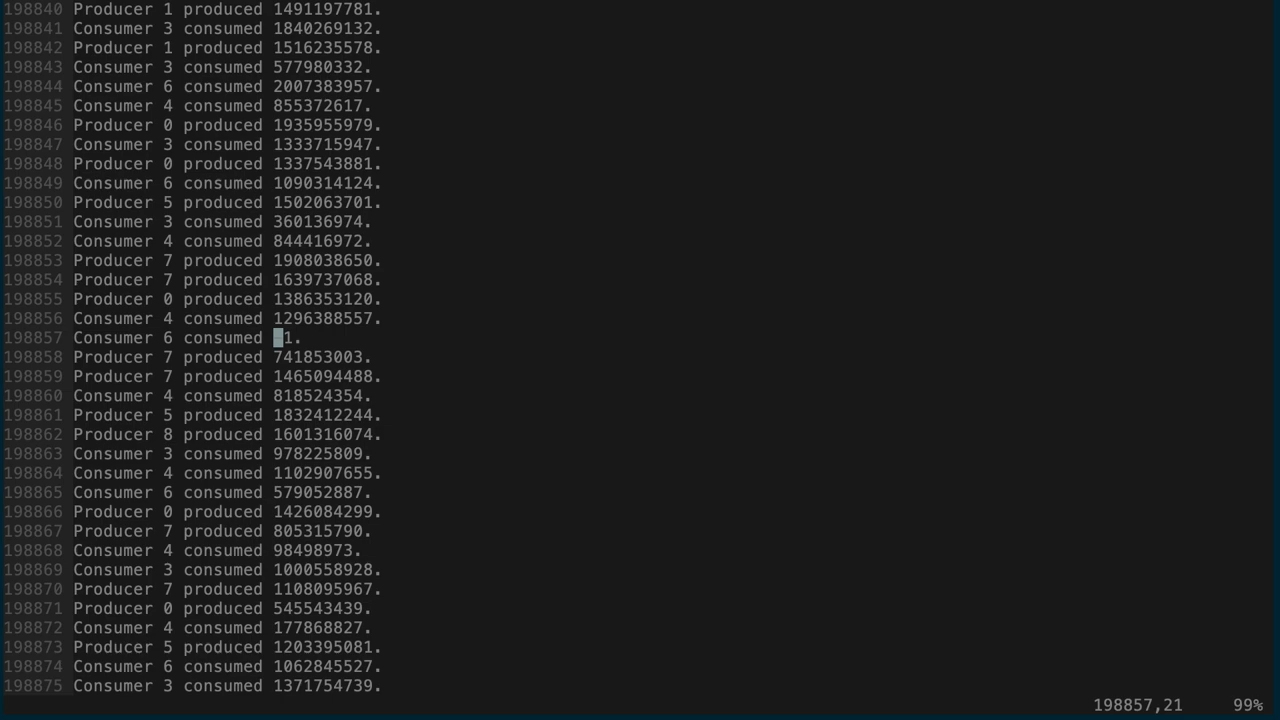 198840 Producer 1 produced 1491197781.
198841 Consumer 3 consumed 1840269132.
198842 Producer 1 produced 1516235578.
198843 Consumer 3 consumed 577980332.
198844 Consumer 6 consumed 2007383957.
198845 Consumer 4 consumed 855372617.
198846 Producer 0 produced 1935955979.
198847 Consumer 3 consumed 1333715947.
198848 Producer 0 produced 1337543881.
198849 Consumer 6 consumed 1090314124.
198850 Producer 5 produced 1502063701.
198851 Consumer 3 consumed 360136974.
198852 Consumer 4 consumed 844416972.
198853 Producer 7 produced 1908038650.
198854 Producer 7 produced 1639737068.
198855 Producer 0 produced 1386353120.
198856 Consumer 4 consumed 1296388557.
198857 Consumer 6 consumed -1.
198858 Producer 7 produced 741853003.
198859 Producer 7 produced 1465094488.
198860 Consumer 4 consumed 818524354.
198861 Producer 5 produced 1832412244.
198862 Producer 8 produced 1601316074.
198863 Consumer 3 consumed 978225809.
198864 Consumer 4 consumed 1102907655.
198865 Consumer 6 consumed 579052887.
198866 Producer 0 produced 1426084299.
198867 Producer 7 produced 805315790.
198868 Consumer 4 consumed 98498973.
198869 Consumer 3 consumed 1000558928.
198870 Producer 7 produced 1108095967.
198871 Producer 0 produced 545543439.
198872 Consumer 4 consumed 177868827.
198873 Producer 5 produced 1203395081.
198874 Consumer 6 consumed 1062845527.
198875 Consumer 3 consumed 1371754739.
198857,21 99%